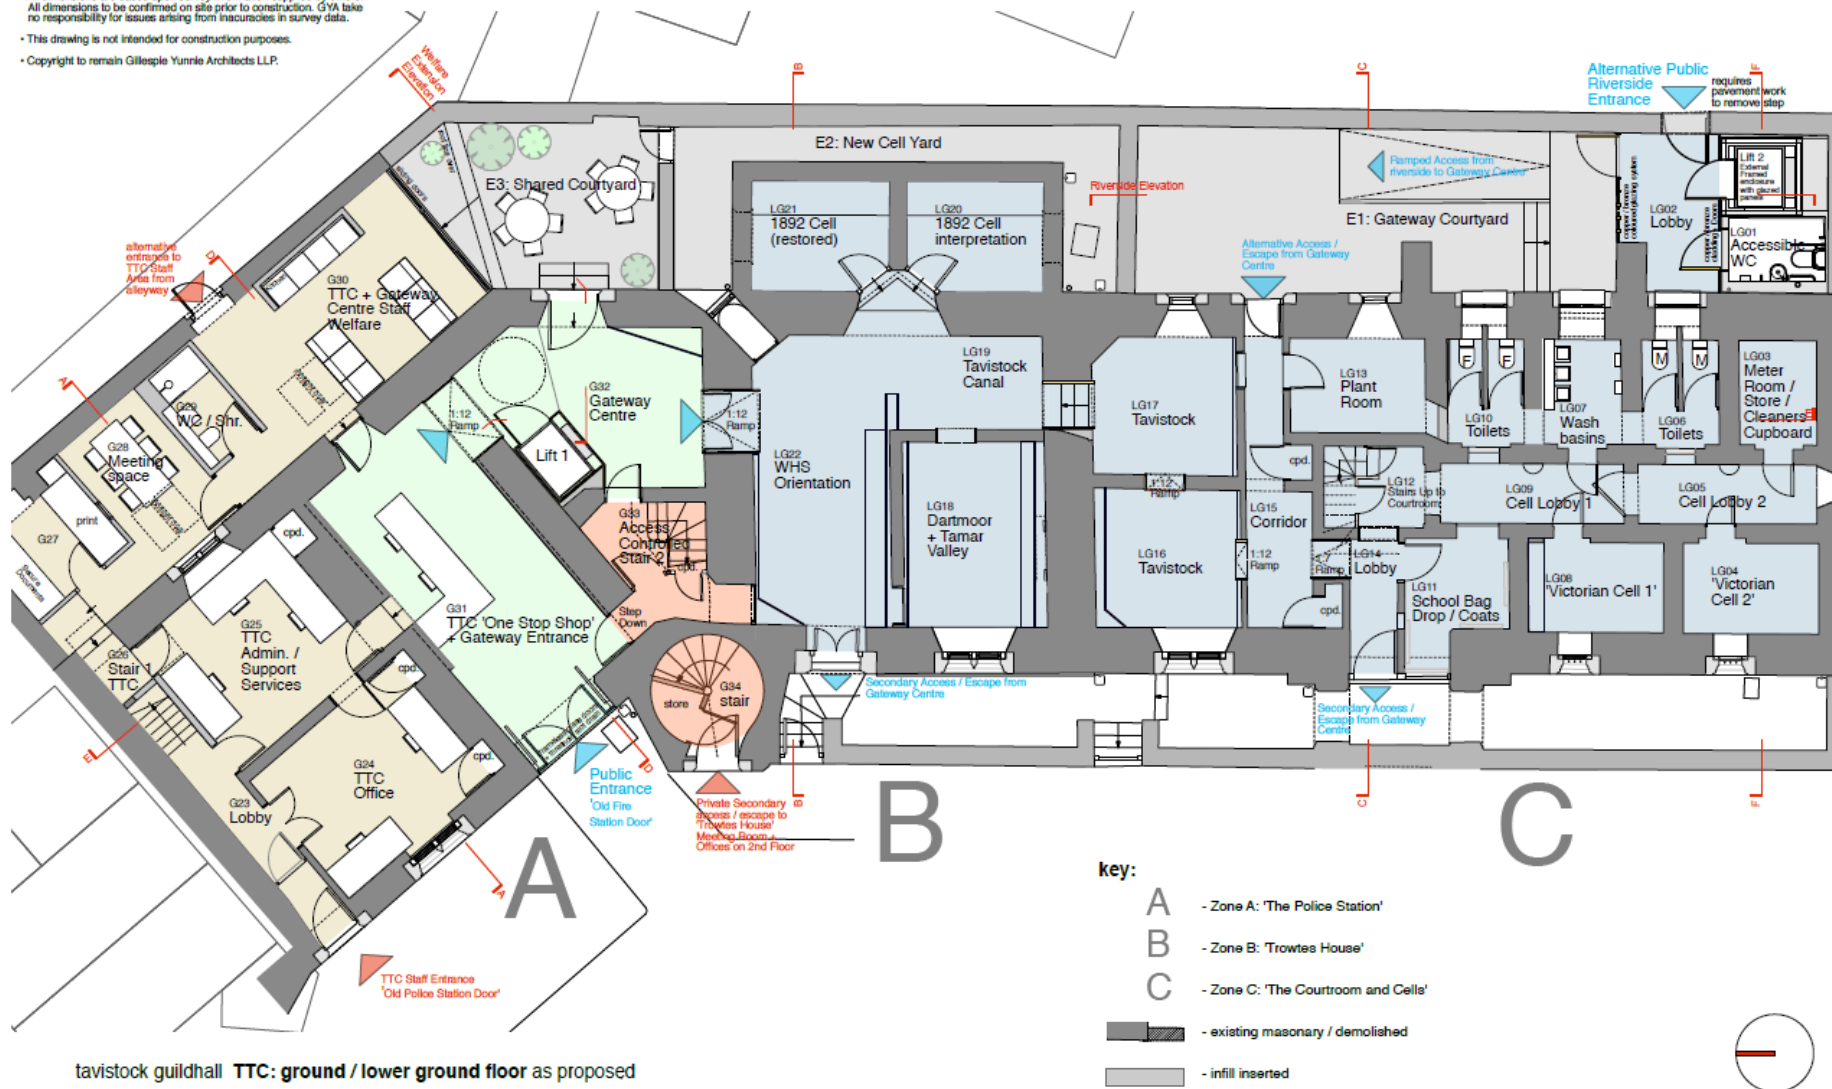 All dimensions to be confirmed on site prior to construction. GYA take
no responsibility for issues arising from inacuracies in survey data.
• This drawing is not intended for construction purposes.
• Copyright to remain Gillespie Yunnie Architects LLP.
Welfare
Extension
Elevation
B
C
F
Alternative Public
Riverside
Entrance
requires
pavement work
to remove step
E2: New Cell Yard
E3: Shared Courtyard
sliding doors
Riverside Elevation
Ramped Access from
riverside to Gateway Centre
E1: Gateway Courtyard
Lift 2
External
Framed
enclosure
with glazed
panels
LG02
Lobby
LG01
Accessible
WC
LG21
1892 Cell
(restored)
LG20
1892 Cell
interpretation
Alternative Access /
Escape from Gateway
Centre
alternative
entrance to
TTC Staff
Area from
alleyway
D
G30
TTC + Gateway
Centre Staff
Welfare
A
G29
WC / Shr.
G28
Meeting
space
print
G27
Secure
Documents
cpd.
G32
Gateway
Centre
1:12
Ramp
Lift 1
1:12
Ramp
LG19
Tavistock
Canal
LG22
WHS
Orientation
LG18
Dartmoor
+ Tamar
Valley
LG17
Tavistock
1:12
Ramp
LG16
Tavistock
LG13
Plant
Room
cpd.
LG15
Corridor
1:12
Ramp
cpd.
LG12
Stairs Up to
Courtroom
Ramp
LG14
Lobby
F
F
LG10
Toilets
LG07
Wash
basins
M
M
LG06
Toilets
LG03
Meter
Room /
Store /
Cleaners
Cupboard
E
LG09
Cell Lobby 1
LG05
Cell Lobby 2
LG11
School Bag
Drop / Coats
LG08
'Victorian Cell 1'
LG04
'Victorian
Cell 2'
G33
Access
Controlled
Stair 2
cpd.
Step
Down
G31
TTC 'One Stop Shop'
+ Gateway Entrance
G25
TTC
Admin. /
Support
Services
cpd.
G26
Stair 1
TTC
E
G24
TTC
Office
cpd.
G23
Lobby
G34
stair
store
D
Public
Entrance
'Old Fire
Station Door'
Private Secondary
access / escape to
'Trowtes House'
Meeting Room +
Offices on 2nd Floor
Secondary Access / Escape from
Gateway Centre
Secondary Access /
Escape from Gateway
Centre
B
C
F
A
A
B
C
TTC Staff Entrance
'Old Police Station Door'
key:
A - Zone A: 'The Police Station'
B - Zone B: 'Trowtes House'
C - Zone C: 'The Courtroom and Cells'
- existing masonary / demolished
- infill inserted
tavistock guildhall TTC: ground / lower ground floor as proposed